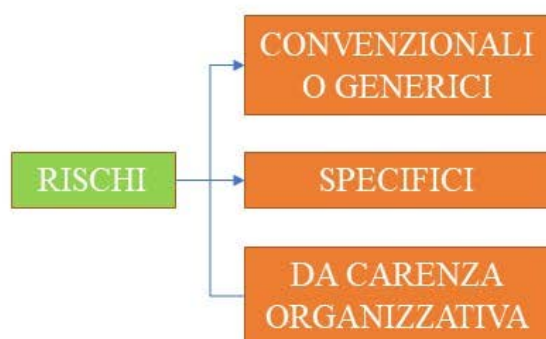 CONVENZIONALI
O GENERICI
RISCHI
SPECIFICI
DA CARENZA
ORGANIZZATIVA